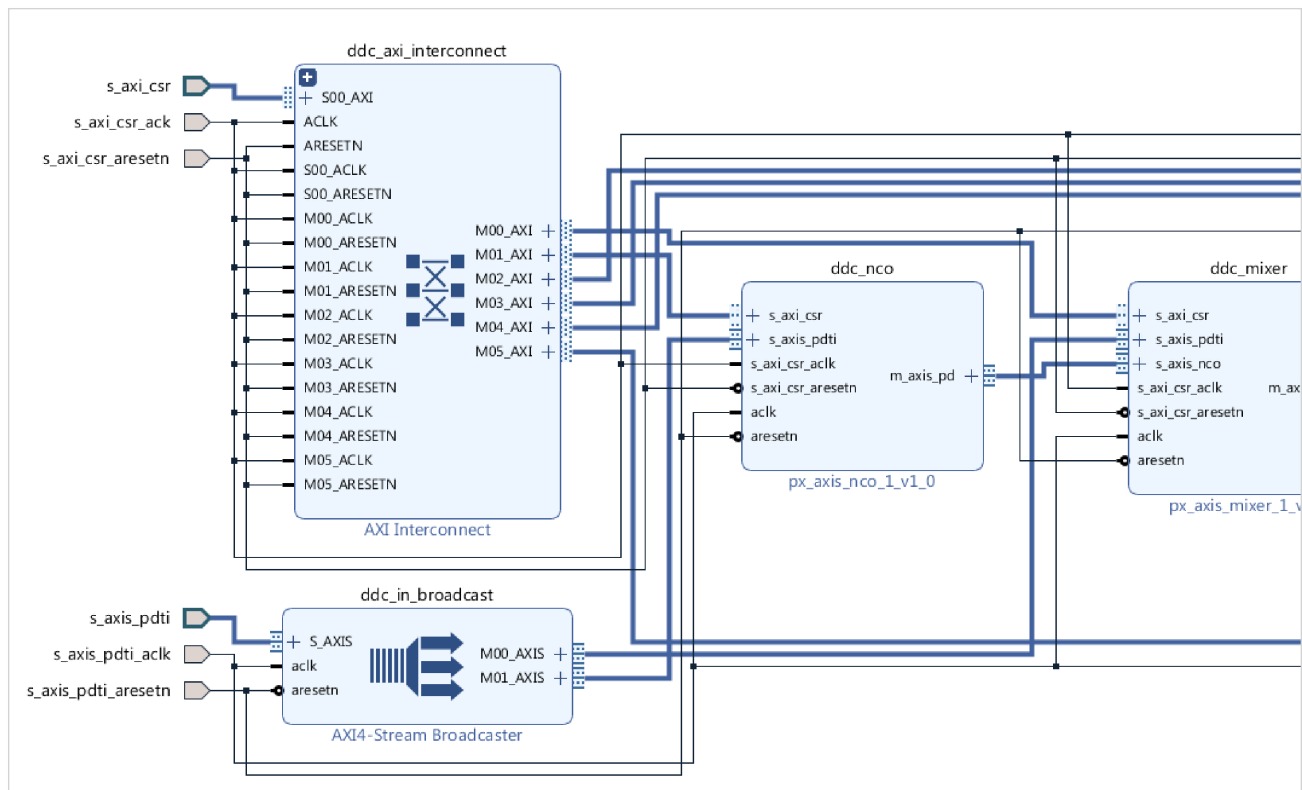 ddc_axi_interconnect
s_axi_csr
s_axi_csr_ack
s_axi_csr_aresetn
S00_AXI
ACLK
ARESETN
S00_ACLK
S00_ARESETN
M00_ACLK
M00_ARESETN
M01_ACLK
M01_ARESETN
M02_ACLK
M02_ARESETN
M03_ACLK
M03_ARESETN
M04_ACLK
M04_ARESETN
M05_ACLK
M05_ARESETN
M00_AXI
M01_AXI
M02_AXI
M03_AXI
M04_AXI
M05_AXI
AXI Interconnect
ddc_nco
s_axi_csr
s_axis_pdti
s_axi_csr_aclk
s_axi_csr_aresetn
aclk
aresetn
m_axis_pd
px_axis_nco_1_v1_0
ddc_mixer
s_axi_csr
s_axis_pdti
s_axis_nco
s_axi_csr_aclk
s_axi_csr_aresetn
aclk
aresetn
m_ax
px_axis_mixer_1_v
ddc_in_broadcast
s_axis_pdti
s_axis_pdti_aclk
s_axis_pdti_aresetn
S_AXIS
aclk
aresetn
M00_AXIS
M01_AXIS
AXI4-Stream Broadcaster